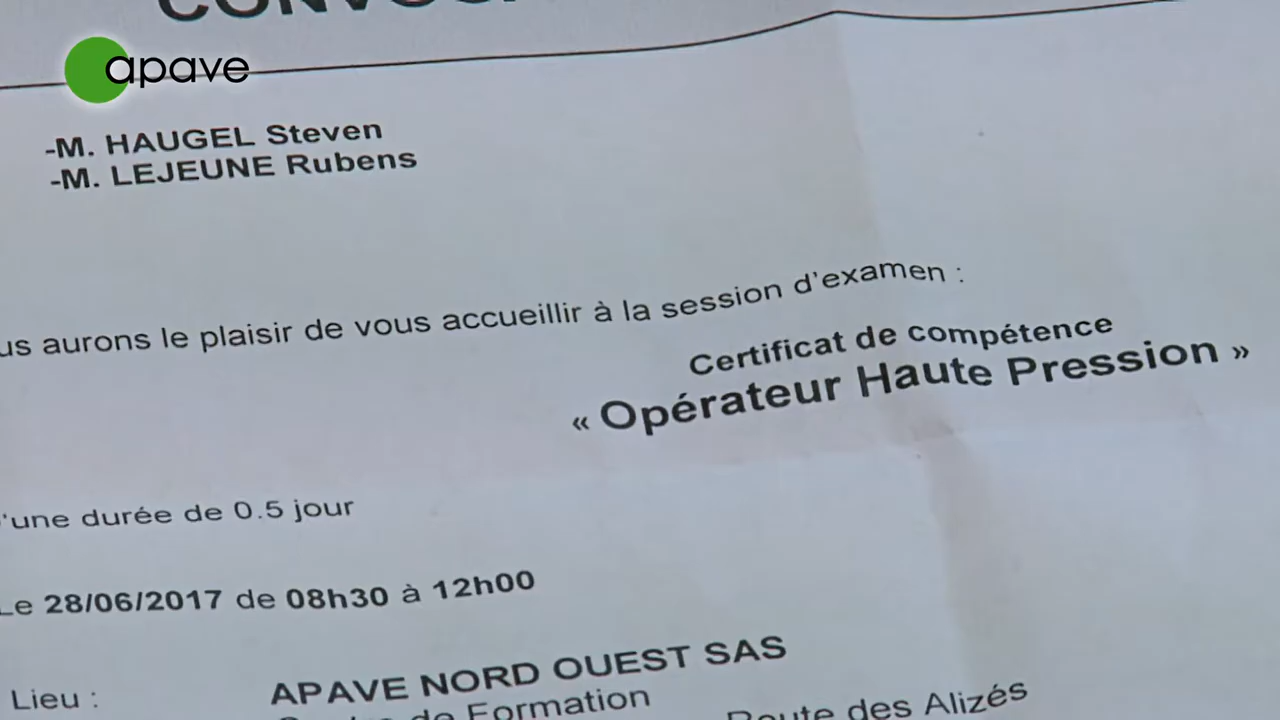 apave
-M. HAUGEL Steven
-M. LEJEUNE Rubens
aurons le plaisir de vous accueillir à la session d'examen :
Certificat de compétence
« Opérateur Haute Pression »
'une durée de 0.5 jour
Le 28/06/2017 de 08h30 à 12h00
Lieu : APAVE NORD OUEST SAS
de Formation
Route des Alizés